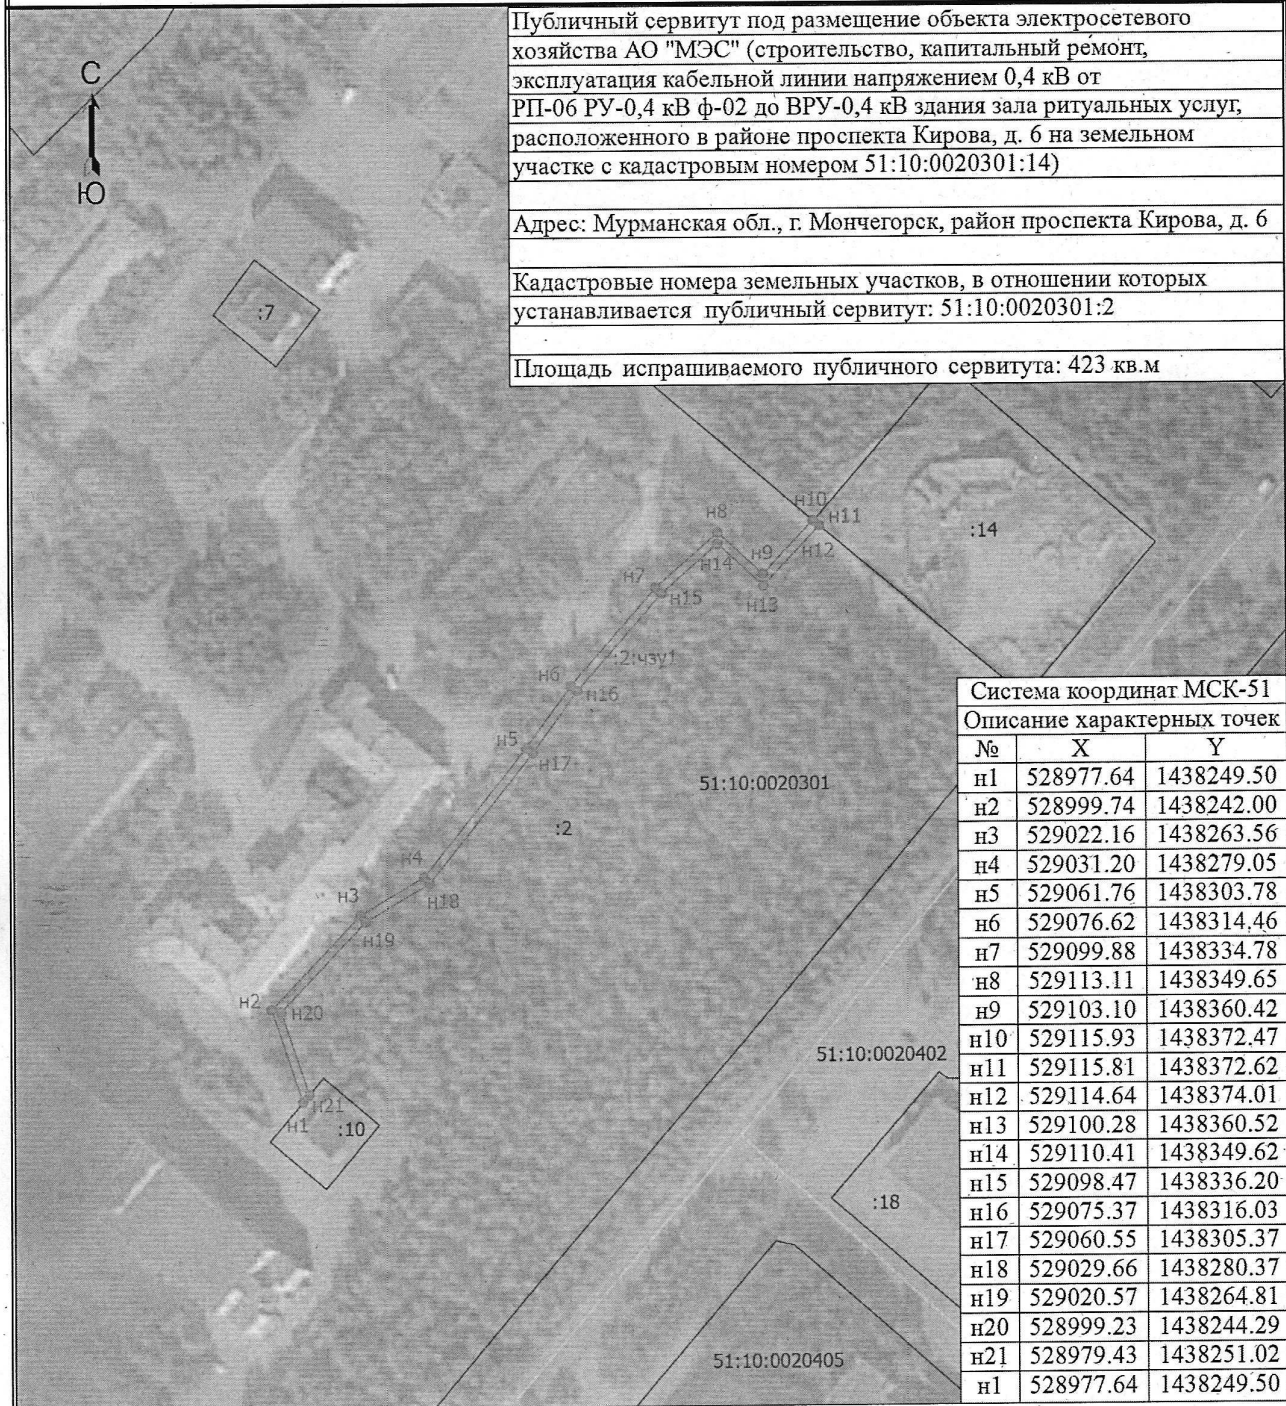 Публичный сервитут под размещение объекта электросетевого
хозяйства АО "МЭС" (строительство, капитальный ремонт,
эксплуатация кабельной линии напряжением 0,4 кВ от
РП-06 РУ-0,4 кВ ф-02 до ВРУ-0,4 кВ здания зала ритуальных услуг,
расположенного в районе проспекта Кирова, д. 6 на земельном
участке с кадастровым номером 51:10:0020301:14)
Адрес: Мурманская обл., г. Мончегорск, район проспекта Кирова, д. 6
Кадастровые номера земельных участков, в отношении которых
устанавливается публичный сервитут: 51:10:0020301:2
Площадь испрашиваемого публичного сервитута: 423 кв.м
С
Ю
:7
н10
н8
н11
:14
н14
н9
н12
н7
н15
н13
:2:чзу1
н6
н16
н5
н17
51:10:0020301
:2
н4
н3
н18
н19
н2
н20
51:10:0020402
н21
н1
:10
:18
51:10:0020405
Система координат МСК-51
Описание характерных точек
№ X Y
н1 528977.64 1438249.50
н2 528999.74 1438242.00
н3 529022.16 1438263.56
н4 529031.20 1438279.05
н5 529061.76 1438303.78
н6 529076.62 1438314.46
н7 529099.88 1438334.78
н8 529113.11 1438349.65
н9 529103.10 1438360.42
н10 529115.93 1438372.47
н11 529115.81 1438372.62
н12 529114.64 1438374.01
н13 529100.28 1438360.52
н14 529110.41 1438349.62
н15 529098.47 1438336.20
н16 529075.37 1438316.03
н17 529060.55 1438305.37
н18 529029.66 1438280.37
н19 529020.57 1438264.81
н20 528999.23 1438244.29
н21 528979.43 1438251.02
н1 528977.64 1438249.50